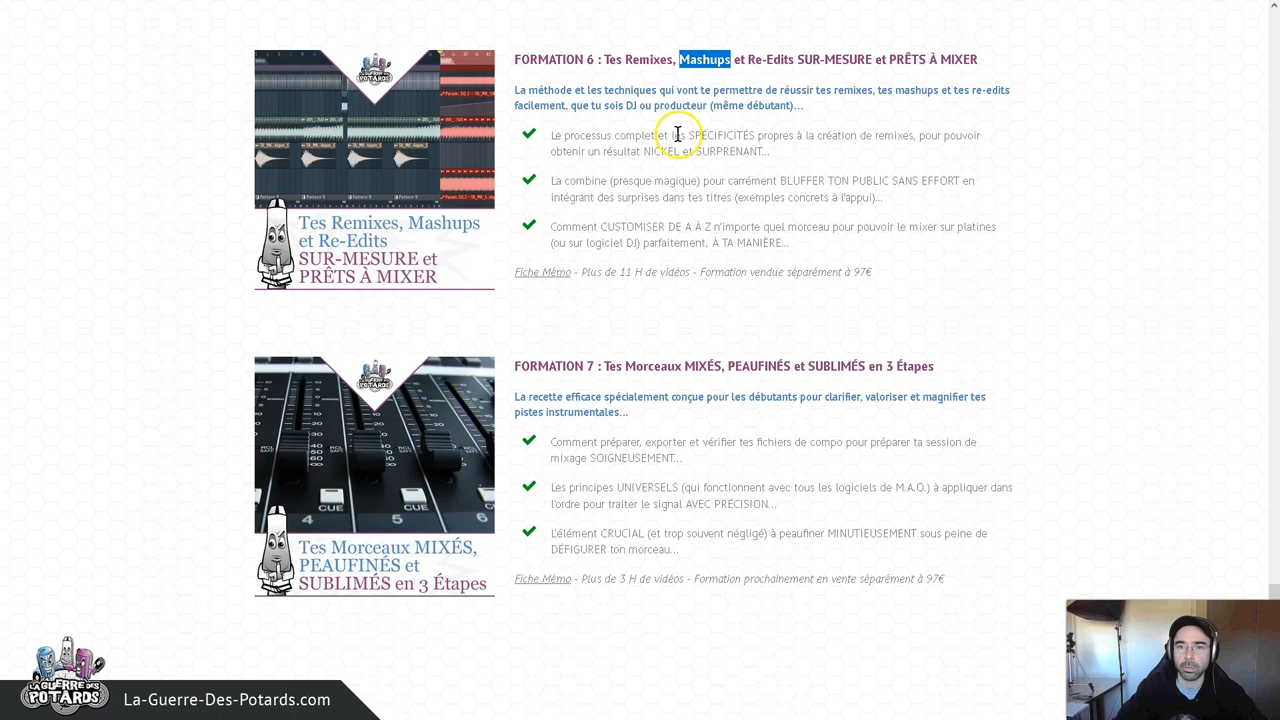 FORMATION 6 : Tes Remixes, Mashups et Re-Edits SUR-MESURE et PRÊTS À MIXER
La méthode et les techniques qui vont te permettre de réussir tes remixes, tes mashups et tes re-edits
facilement, que tu sois DJ ou producteur (même débutant)...
Le processus complet et les SPÉCIFICITÉS propres à la création de remixes, pour pouvoir
obtenir un résultat NICKEL et SURPRENANT...
La combine (presque magique) pour carrément BLUFFER TON PUBLIC SANS EFFORT en
intégrant des surprises dans tes titres (exemples concrets à l'appui)...
Comment CUSTOMISER DE A À Z n'importe quel morceau pour pouvoir le mixer sur platines
(ou sur logiciel DJ) parfaitement, À TA MANIÈRE...
Fiche Mémo - Plus de 11 H de vidéos - Formation vendue séparément à 97€
Tes Remixes, Mashups
et Re-Edits
SUR-MESURE et
PRÊTS À MIXER
FORMATION 7 : Tes Morceaux MIXÉS, PEAUFINÉS et SUBLIMÉS en 3 Étapes
La recette efficace spécialement conçue pour les débutants pour clarifier, valoriser et magnifier tes
pistes instrumentales...
Comment préparer, exporter et vérifier tes fichiers de compo pour préparer ta session de
mixage SOIGNEUSEMENT...
Les principes UNIVERSELS (qui fonctionnent avec tous les logiciels de M.A.O.) à appliquer dans
l'ordre pour traiter le signal AVEC PRÉCISION...
L'élément CRUCIAL (et trop souvent négligé) à peaufiner MINUTIEUSEMENT sous peine de
DÉFIGURER ton morceau...
Fiche Mémo - Plus de 3 H de vidéos - Formation prochainement en vente séparément à 97€
CUE CUE
4 5 6
Tes Morceaux MIXÉS,
PEAUFINÉS et
SUBLIMÉS en 3 Étapes
LA GUERRE DES
POTARDS
La-Guerre-Des-Potards.com